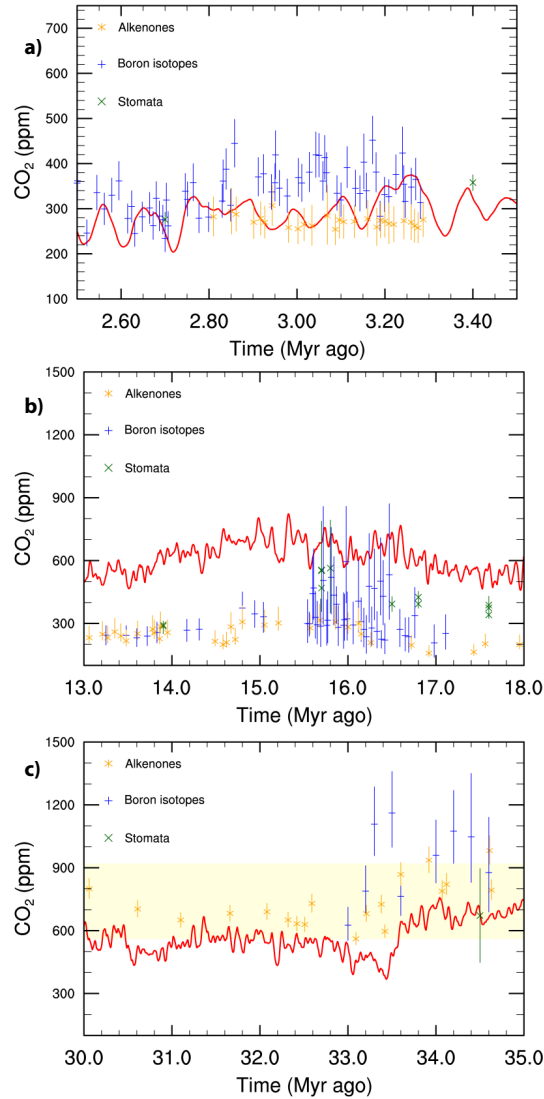 a)
700
600
500
400
300
200
100
CO2 (ppm)
Alkenones
Boron isotopes
Stomata
2.60 2.80 3.00 3.20 3.40
Time (Myr ago)
b)
1500
1200
900
600
300
CO2 (ppm)
Alkenones
Boron isotopes
Stomata
13.0 14.0 15.0 16.0 17.0 18.0
Time (Myr ago)
c)
1500
1200
900
600
300
CO2 (ppm)
Alkenones
Boron isotopes
Stomata
30.0 31.0 32.0 33.0 34.0 35.0
Time (Myr ago)